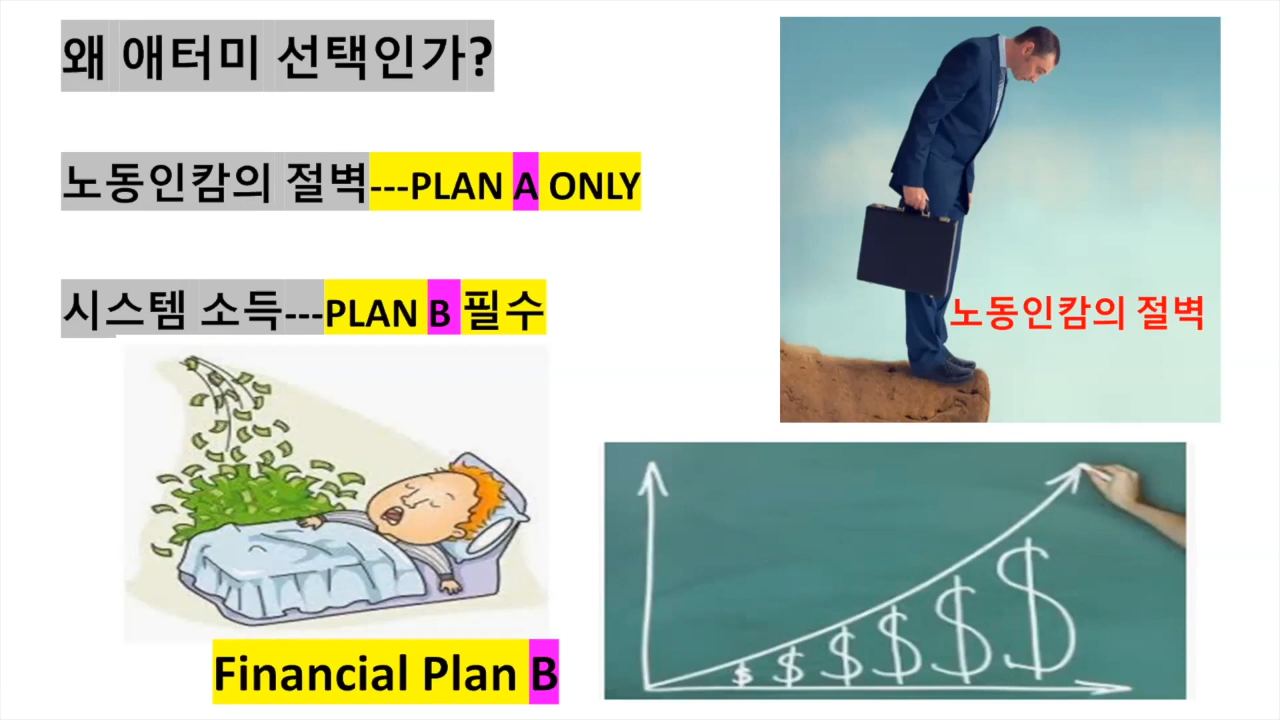 왜 애터미 선택인가?
노동인캄의 절벽---PLAN A ONLY
시스템 소득---PLAN B 필수
노동인캄의 절벽
$ $ $ $ $ $
Financial Plan B